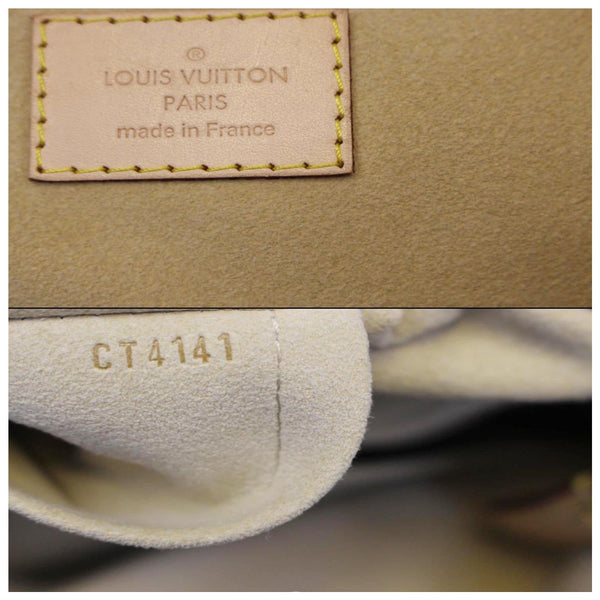 ®
LOUIS VUITTON
PARIS
made in France
CT4141